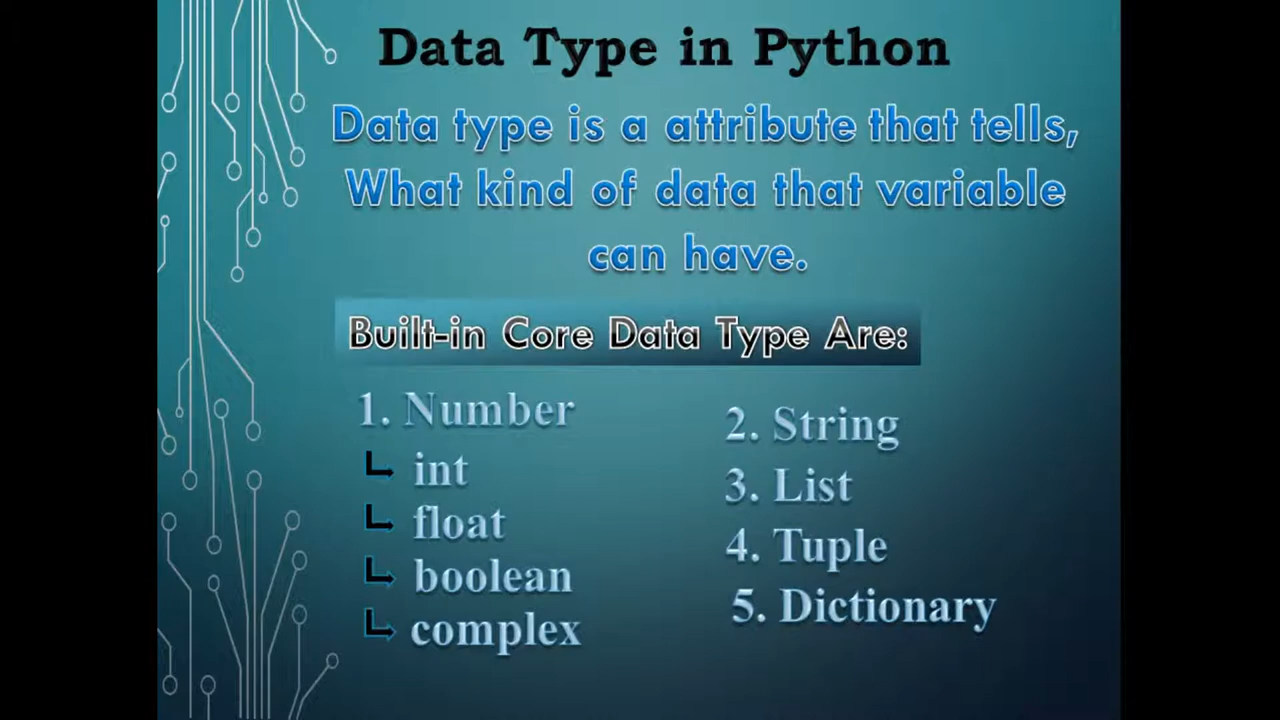 Data Type in Python
Data type is a attribute that tells,
What kind of data that variable
can have.
Built-in Core Data Type Are:
1. Number
int
float
boolean
complex
2. String
3. List
4. Tuple
5. Dictionary